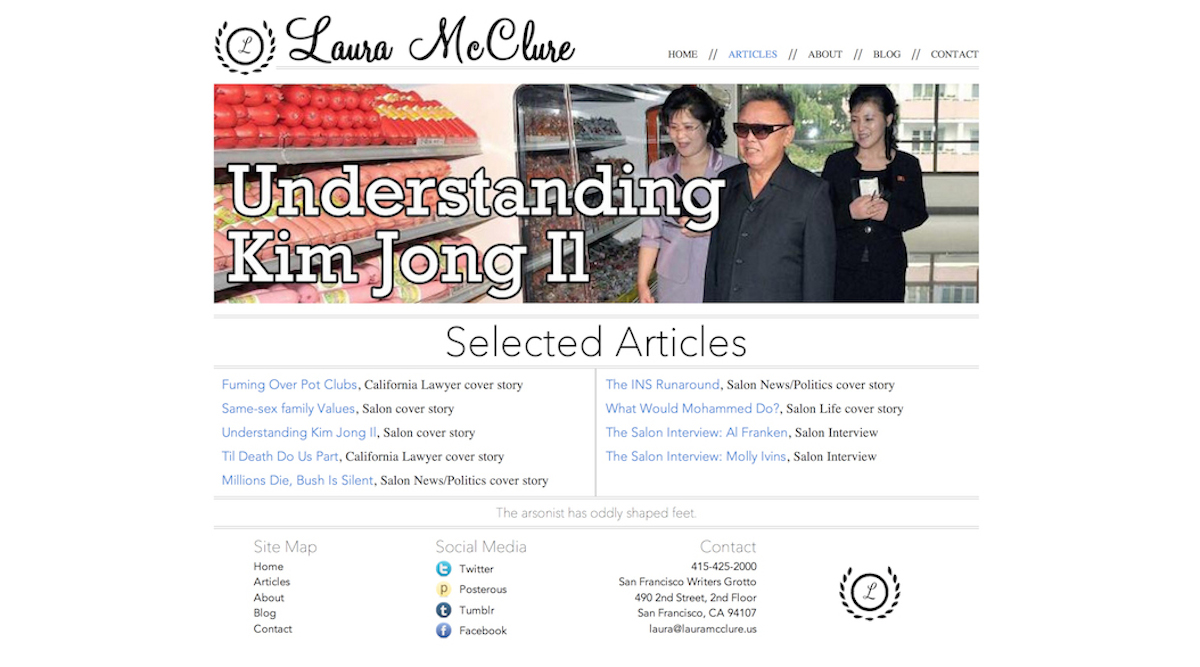 L
Laura McClure
HOME // ARTICLES // ABOUT // BLOG // CONTACT
Understanding
Kim Jong Il
Selected Articles
Fuming Over Pot Clubs, California Lawyer cover story
Same-sex family Values, Salon cover story
Understanding Kim Jong Il, Salon cover story
Til Death Do Us Part, California Lawyer cover story
Millions Die, Bush Is Silent, Salon News/Politics cover story
The INS Runaround, Salon News/Politics cover story
What Would Mohammed Do?, Salon Life cover story
The Salon Interview: Al Franken, Salon Interview
The Salon Interview: Molly Ivins, Salon Interview
The arsonist has oddly shaped feet.
Site Map
Home
Articles
About
Blog
Contact
Social Media
Twitter
p Posterous
t Tumblr
f Facebook
Contact
415-425-2000
San Francisco Writers Grotto
490 2nd Street, 2nd Floor
San Francisco, CA 94107
laura@lauramcclure.us
L